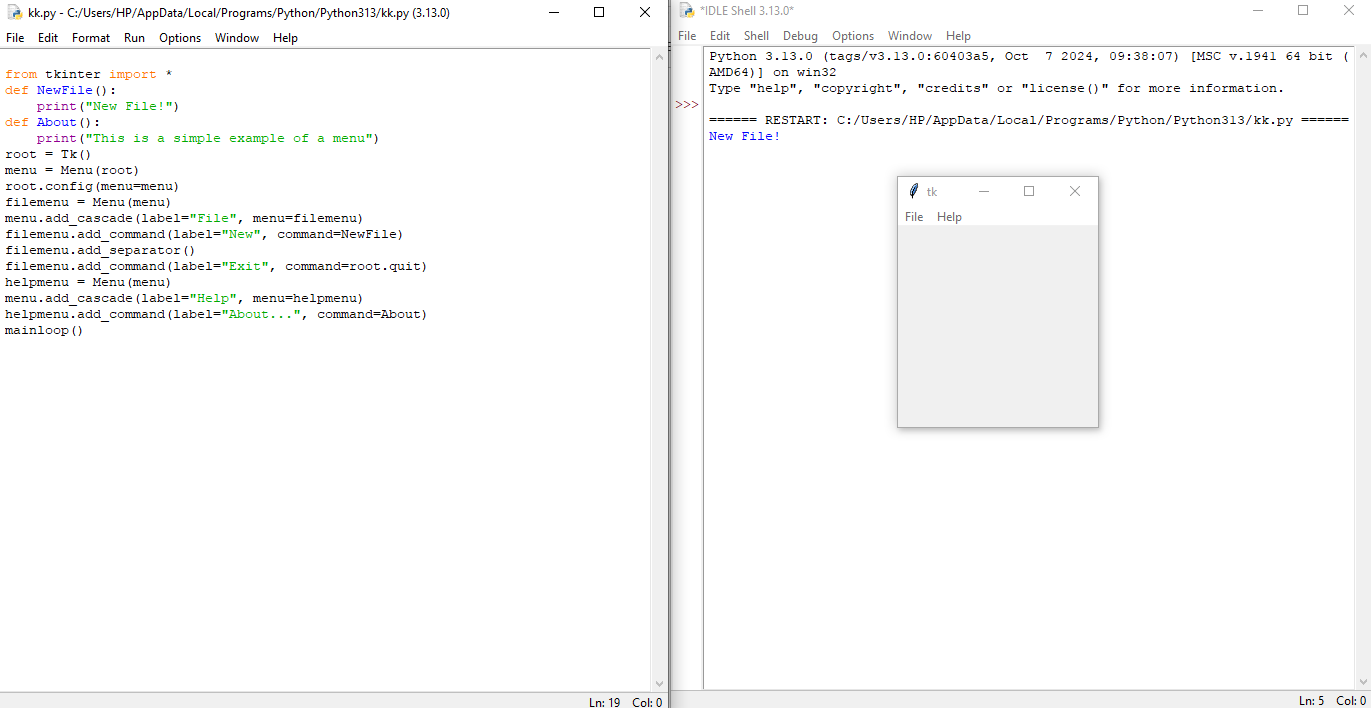 kk.py - C:/Users/HP/AppData/Local/Programs/Python/Python313/kk.py (3.13.0)
File Edit Format Run Options Window Help
from tkinter import *
def NewFile():
    print("New File!")
def About():
    print("This is a simple example of a menu")
root = Tk()
menu = Menu(root)
root.config(menu=menu)
filemenu = Menu(menu)
menu.add_cascade(label="File", menu=filemenu)
filemenu.add_command(label="New", command=NewFile)
filemenu.add_separator()
filemenu.add_command(label="Exit", command=root.quit)
helpmenu = Menu(menu)
menu.add_cascade(label="Help", menu=helpmenu)
helpmenu.add_command(label="About...", command=About)
mainloop()
Ln: 19 Col: 0
*IDLE Shell 3.13.0*
File Edit Shell Debug Options Window Help
Python 3.13.0 (tags/v3.13.0:60403a5, Oct  7 2024, 09:38:07) [MSC v.1941 64 bit (
AMD64)] on win32
Type "help", "copyright", "credits" or "license()" for more information.
>>>
====== RESTART: C:/Users/HP/AppData/Local/Programs/Python/Python313/kk.py ======
New File!
tk
File Help
Ln: 5 Col: 0